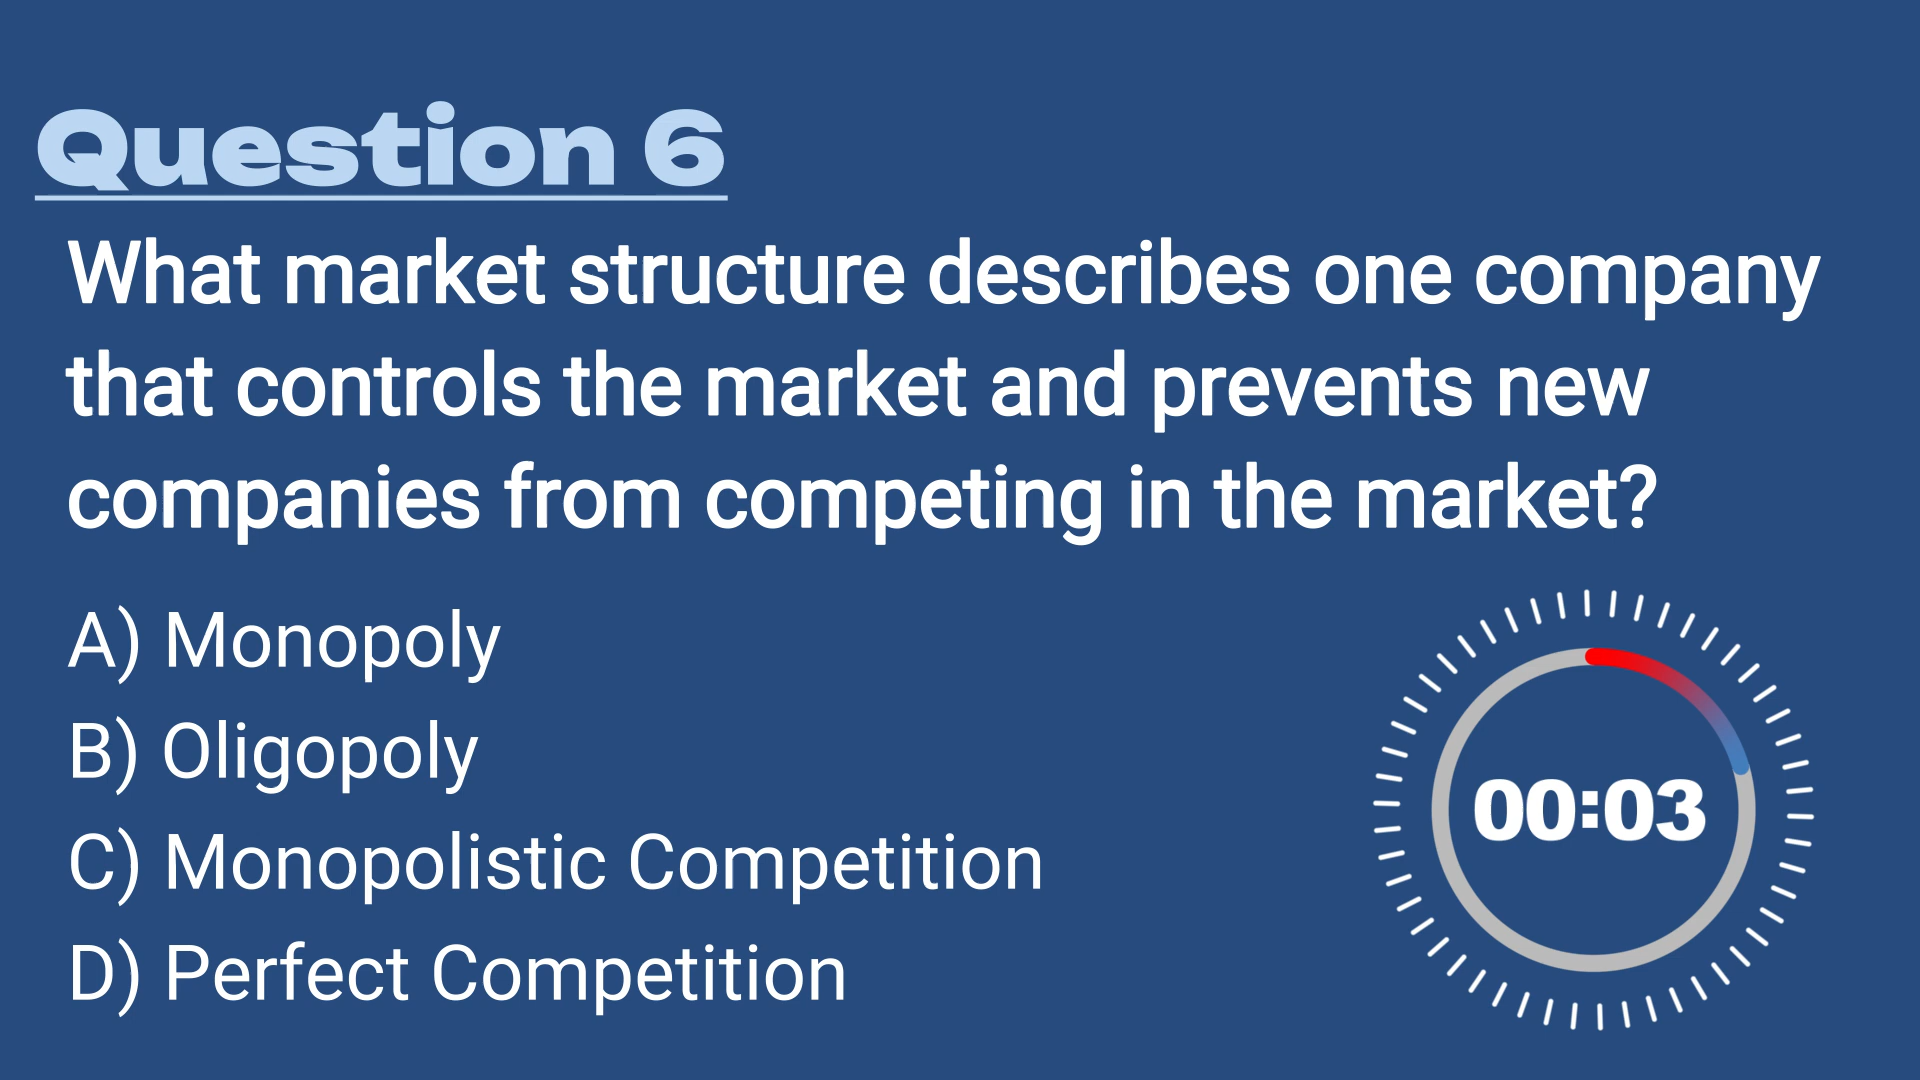 Question 6
What market structure describes one company
that controls the market and prevents new
companies from competing in the market?
A) Monopoly
B) Oligopoly
C) Monopolistic Competition
D) Perfect Competition
00:03